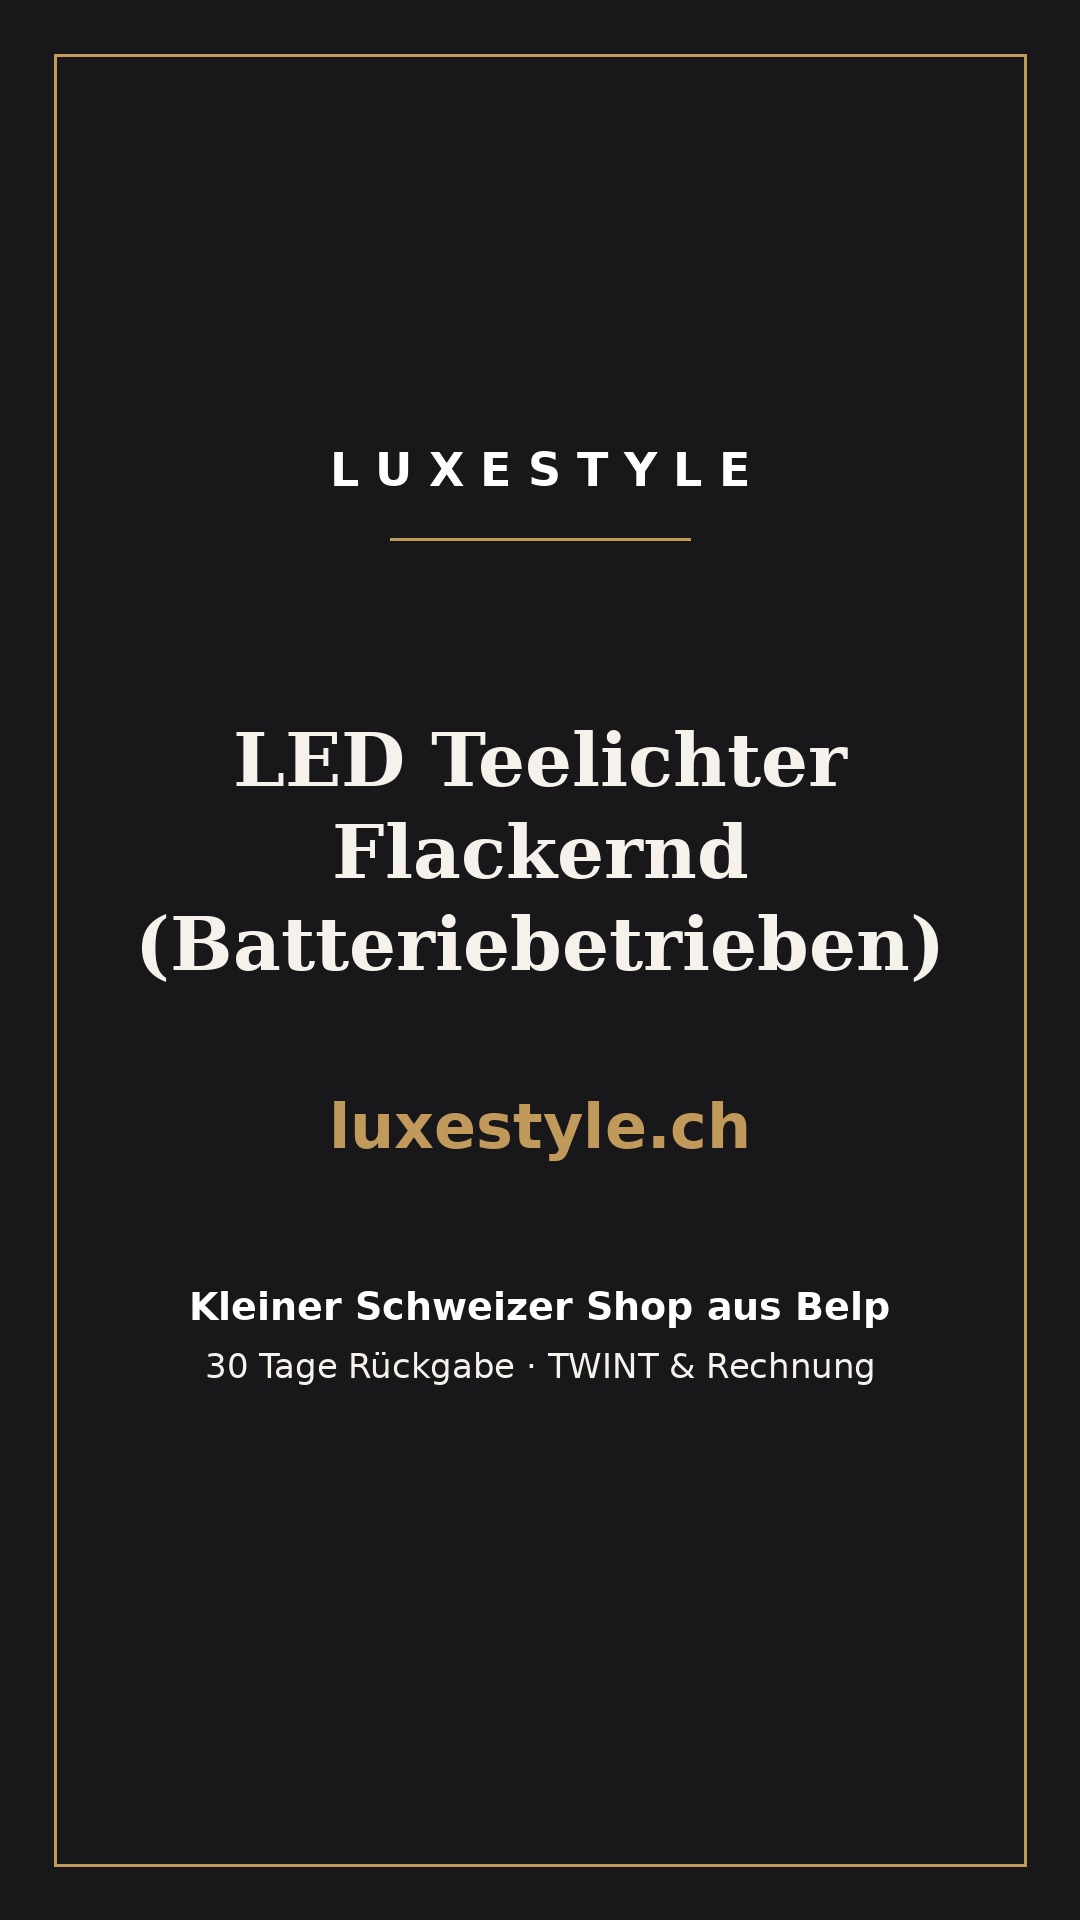 LUXESTYLE
LED Teelichter
Flackernd
(Batteriebetrieben)
luxestyle.ch
Kleiner Schweizer Shop aus Belp
30 Tage Rückgabe · TWINT & Rechnung